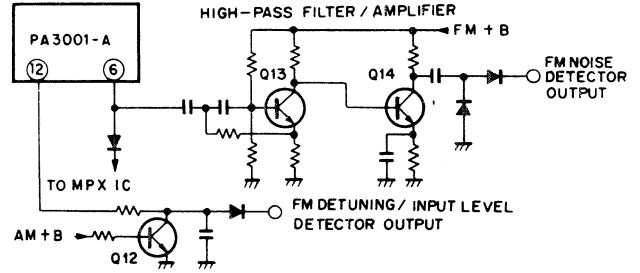 HIGH-PASS FILTER / AMPLIFIER
PA3001-A
12
6
FM + B
Q13
Q14
FM NOISE
DETECTOR
OUTPUT
TO MPX IC
FM DETUNING / INPUT LEVEL
DETECTOR OUTPUT
AM + B
Q12